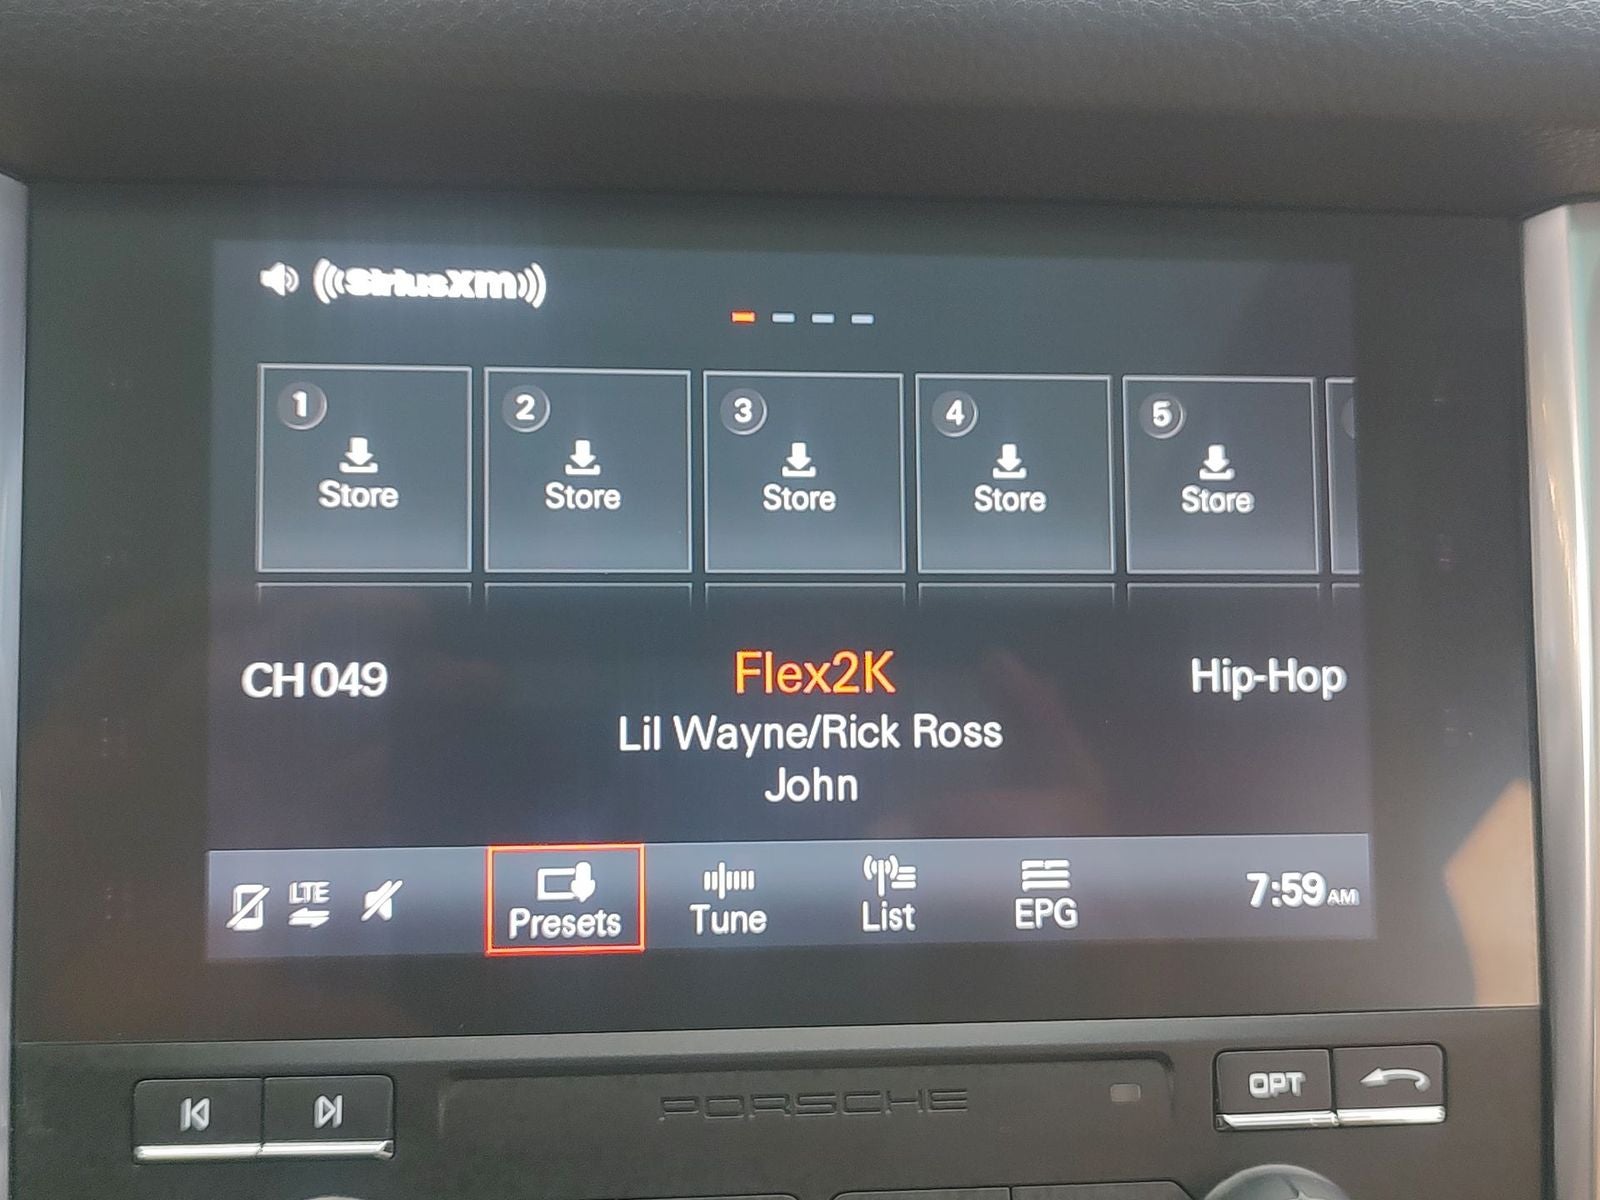 ((SiriusXM))
1 2 3 4 5
Store Store Store Store Store
CH 049 Flex2K Hip-Hop
Lil Wayne/Rick Ross
John
LTE Presets Tune List EPG 7:59 AM
PORSCHE OPT